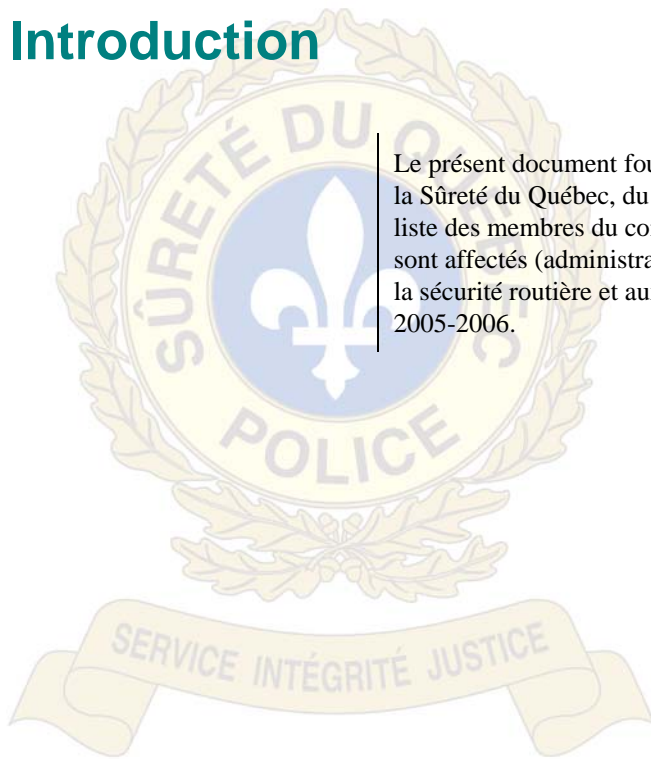 Introduction
SÛRETÉ DU QUÉBEC
POLICE
Le présent document fou
la Sûreté du Québec, du
liste des membres du co
sont affectés (administra
la sécurité routière et au
2005-2006.
SERVICE INTÉGRITÉ JUSTICE